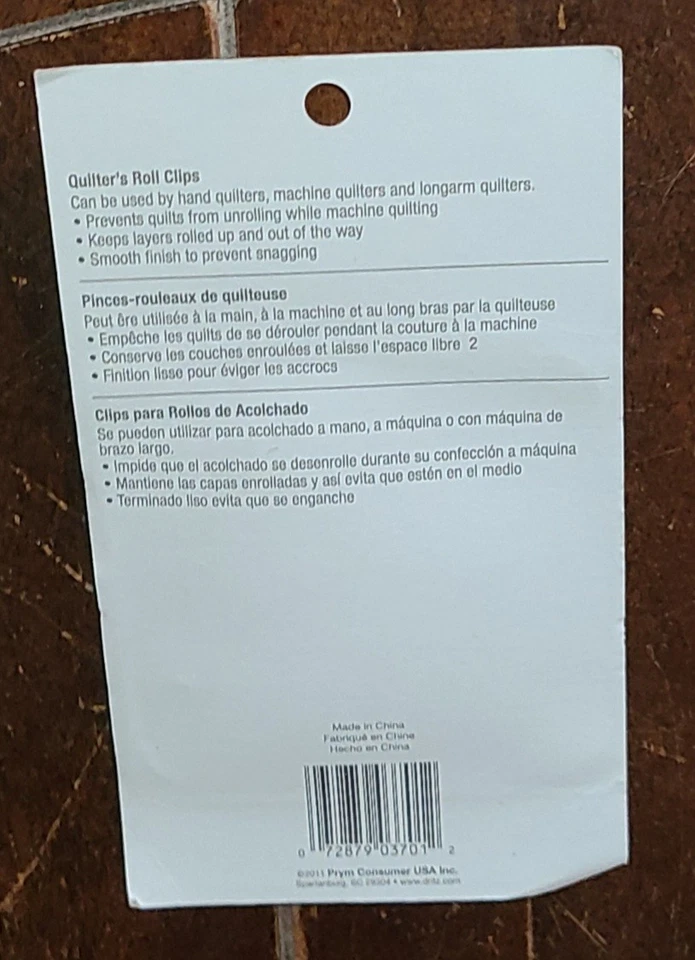 Quilter's Roll Clips
Can be used by hand quilters, machine quilters and longarm quilters.
• Prevents quilts from unrolling while machine quilting
• Keeps layers rolled up and out of the way
• Smooth finish to prevent snagging
Pinces-rouleaux de quilteuse
Peut êre utilisée à la main, à la machine et au long bras par la quilteuse
• Empêche les quilts de se dérouler pendant la couture à la machine
• Conserve les couches enroulées et laisse l'espace libre 2
• Finition lisse pour éviger les accrocs
Clips para Rollos de Acolchado
Se pueden utilizar para acolchado a mano, a máquina o con máquina de
brazo largo.
• Impide que el acolchado se desenrolle durante su confección a máquina
• Mantiene las capas enrolladas y así evita que estén en el medio
• Terminado liso evita que se enganche
Made in China
Fabriqué en Chine
Hecho en China
0 72879 03701 2
©2011 Prym Consumer USA Inc.
Spartanburg, SC 29304 • www.dritz.com